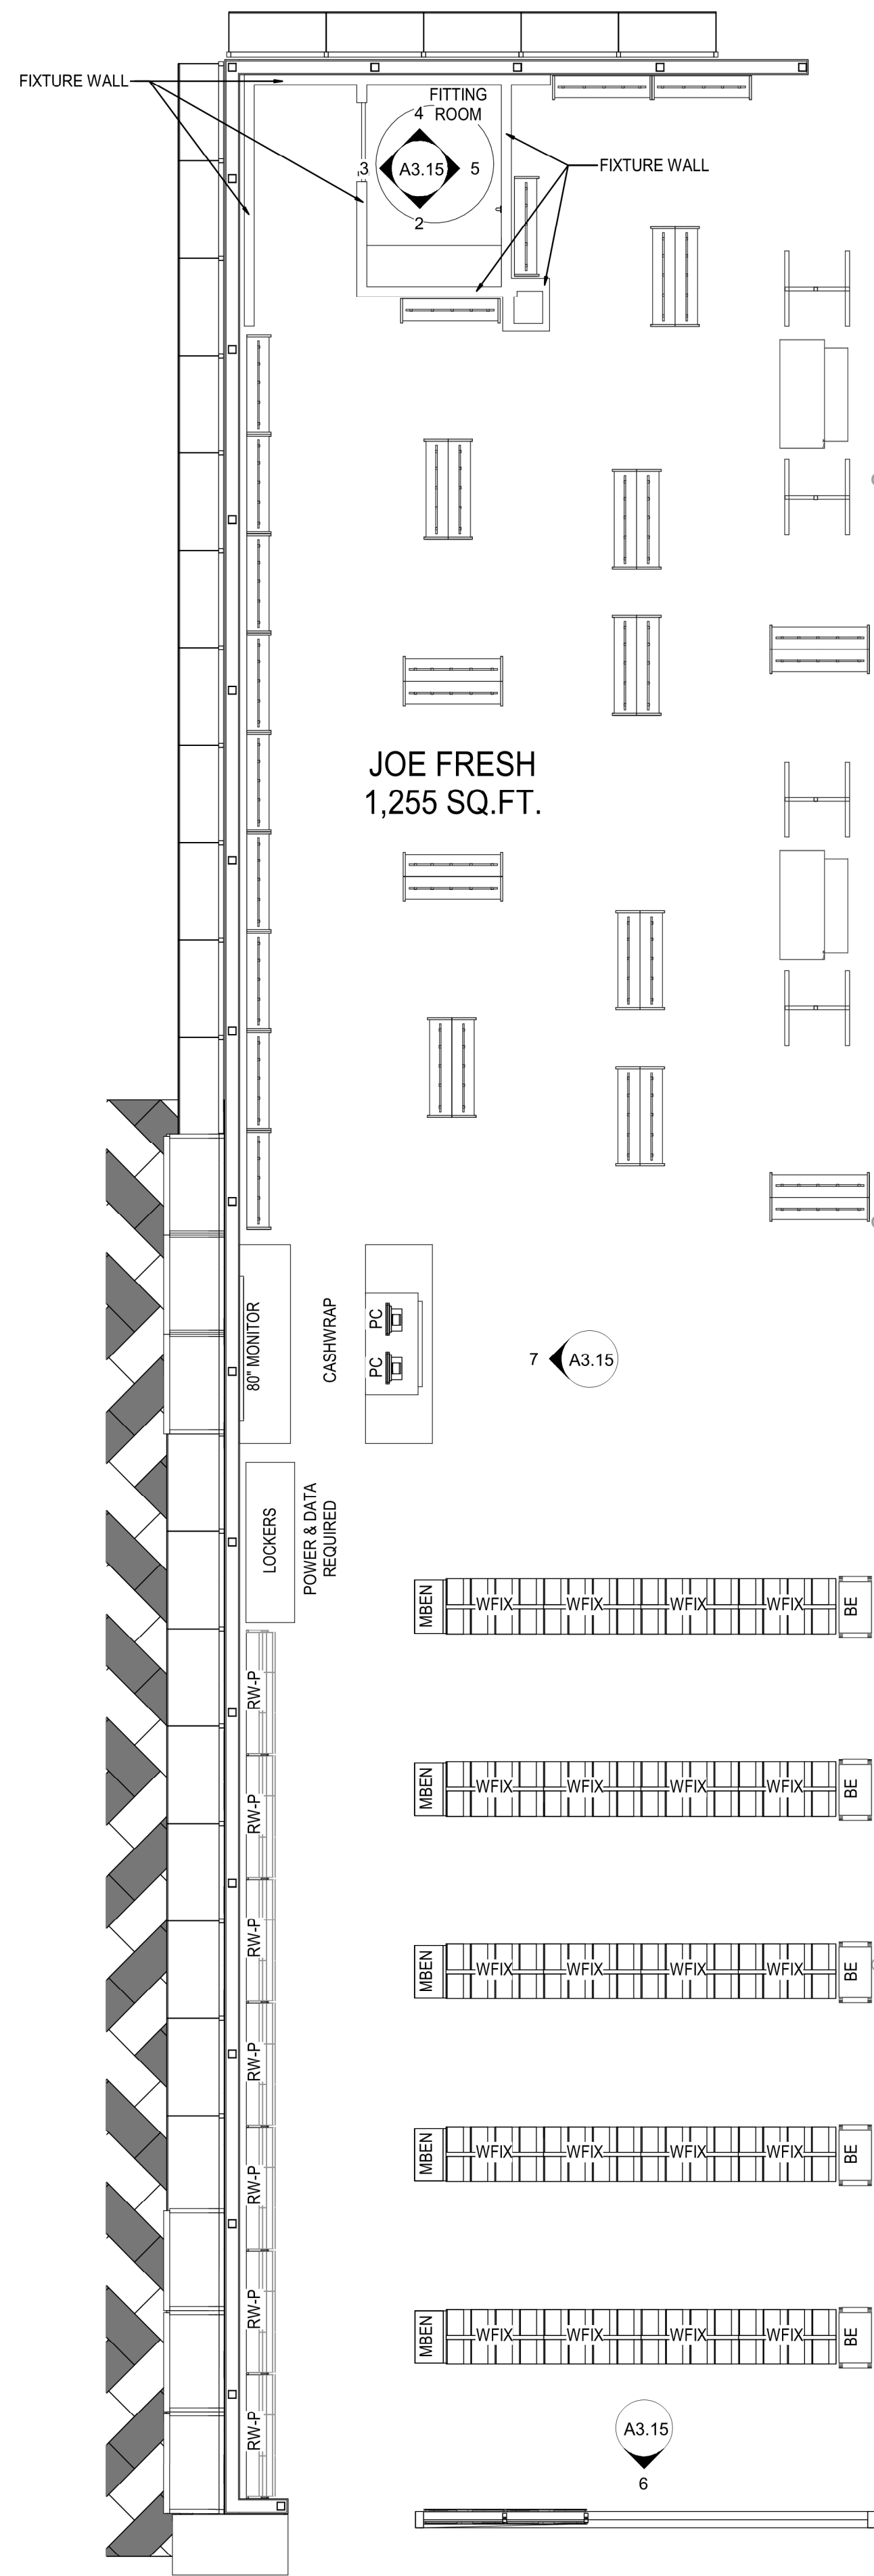 FIXTURE WALL
FITTING
ROOM
4
3
A3.15
5
2
FIXTURE WALL
JOE FRESH
1,255 SQ.FT.
80" MONITOR
CASHWRAP
PC
PC
7
A3.15
LOCKERS
POWER & DATA
REQUIRED
MBEN WFIX WFIX WFIX WFIX BE
RW-P
MBEN WFIX WFIX WFIX WFIX BE
RW-P
RW-P
MBEN WFIX WFIX WFIX WFIX BE
RW-P
MBEN WFIX WFIX WFIX WFIX BE
RW-P
RW-P
MBEN WFIX WFIX WFIX WFIX BE
RW-P
A3.15
6